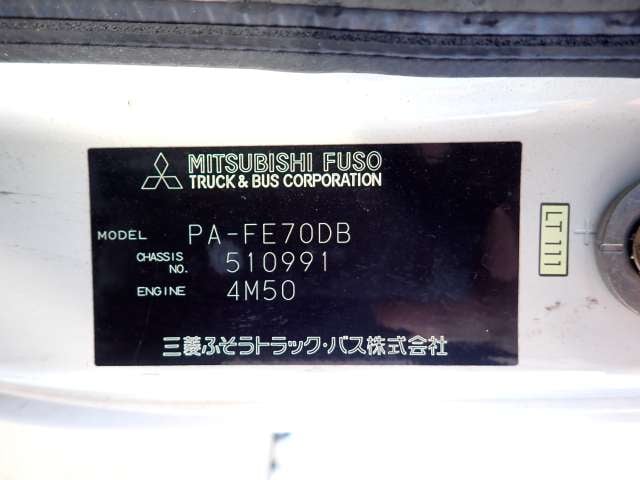 MITSUBISHI FUSO
TRUCK & BUS CORPORATION
MODEL PA-FE70DB
CHASSIS NO. 510991
ENGINE 4M50
三菱ふそうトラック・バス株式会社
LT111